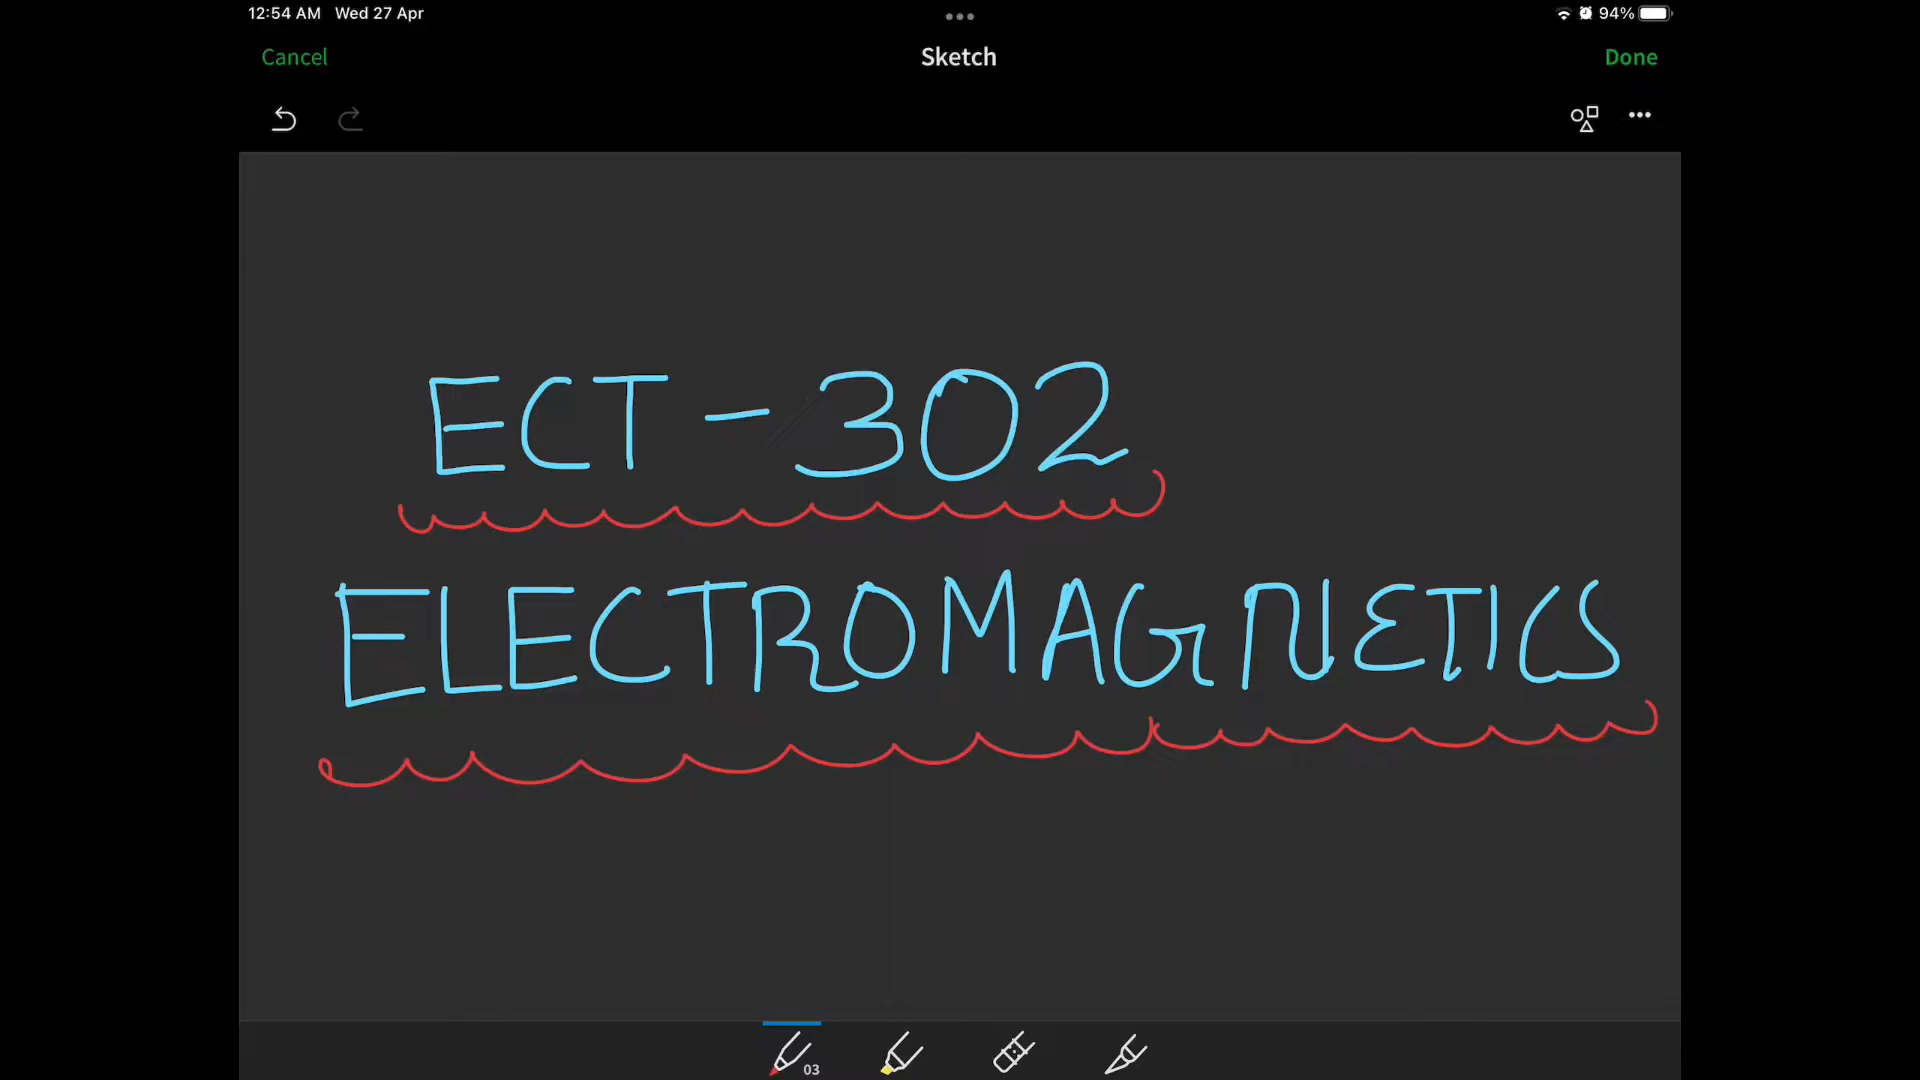 12:54 AM Wed 27 Apr 94%
Cancel Sketch Done
ECT-302
ELECTROMAGNETICS
03